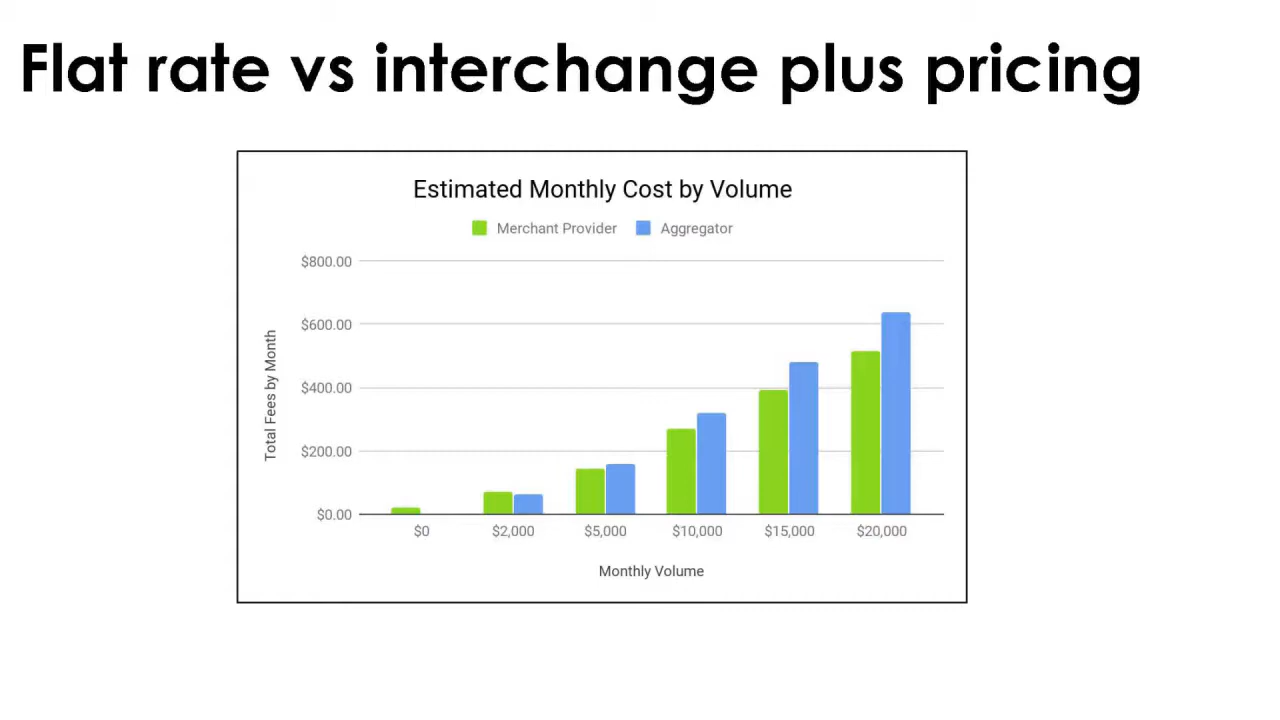 Flat rate vs interchange plus pricing
Estimated Monthly Cost by Volume
Merchant Provider Aggregator
$800.00
$600.00
$400.00
$200.00
$0.00
Total Fees by Month
$0 $2,000 $5,000 $10,000 $15,000 $20,000
Monthly Volume